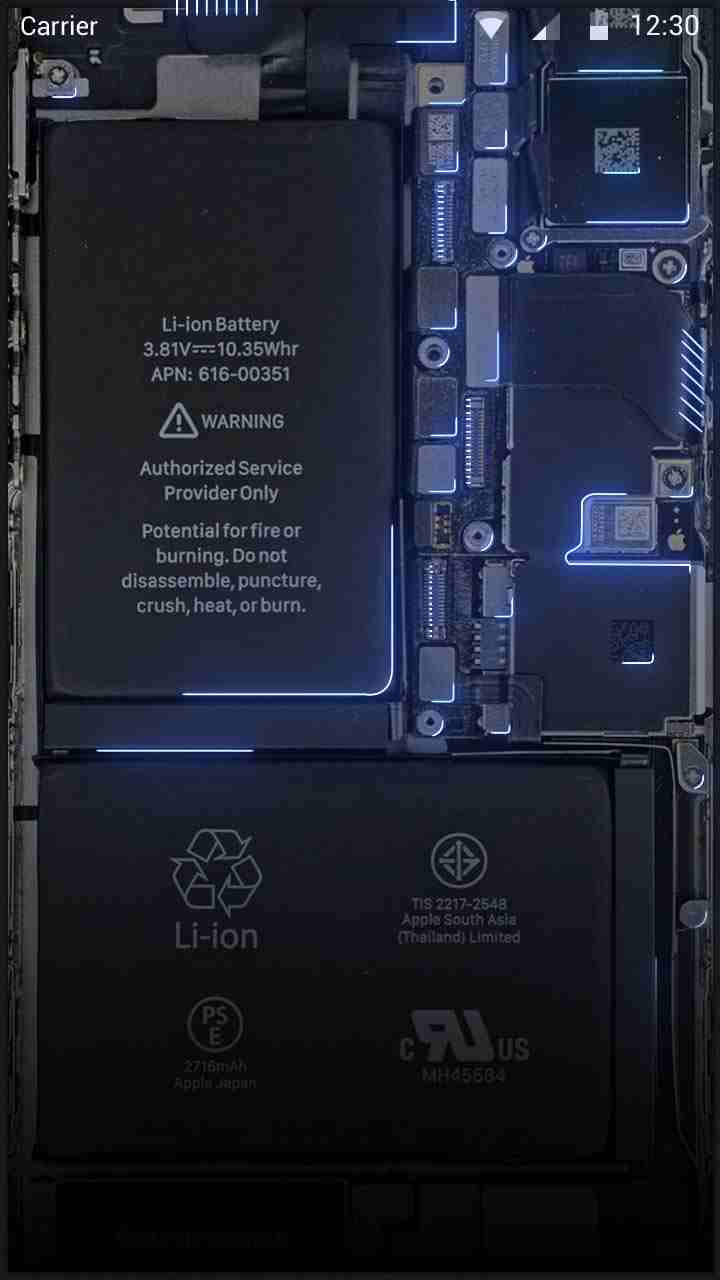 Carrier 12:30
Li-ion Battery
3.81V⎓10.35Whr
APN: 616-00351
WARNING
Authorized Service
Provider Only
Potential for fire or
burning. Do not
disassemble, puncture,
crush, heat, or burn.
Li-ion
TIS 2217-2548
Apple South Asia
(Thailand) Limited
PS
E
2716mAh
Apple Japan
C RU US
MH45684